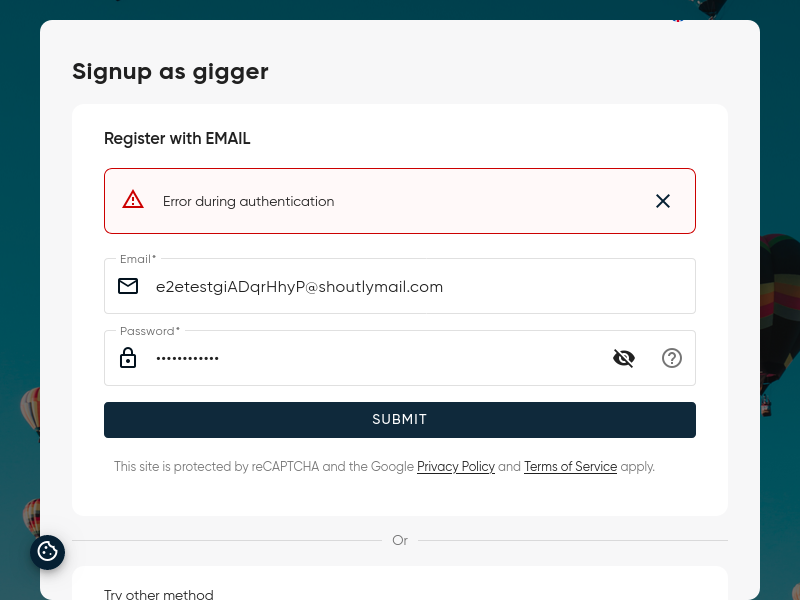 Signup as gigger
Register with EMAIL
Error during authentication
Email*
e2etestgiADqrHhyP@shoutlymail.com
Password*
••••••••••••
SUBMIT
This site is protected by reCAPTCHA and the Google Privacy Policy and Terms of Service apply.
Or
Try other method